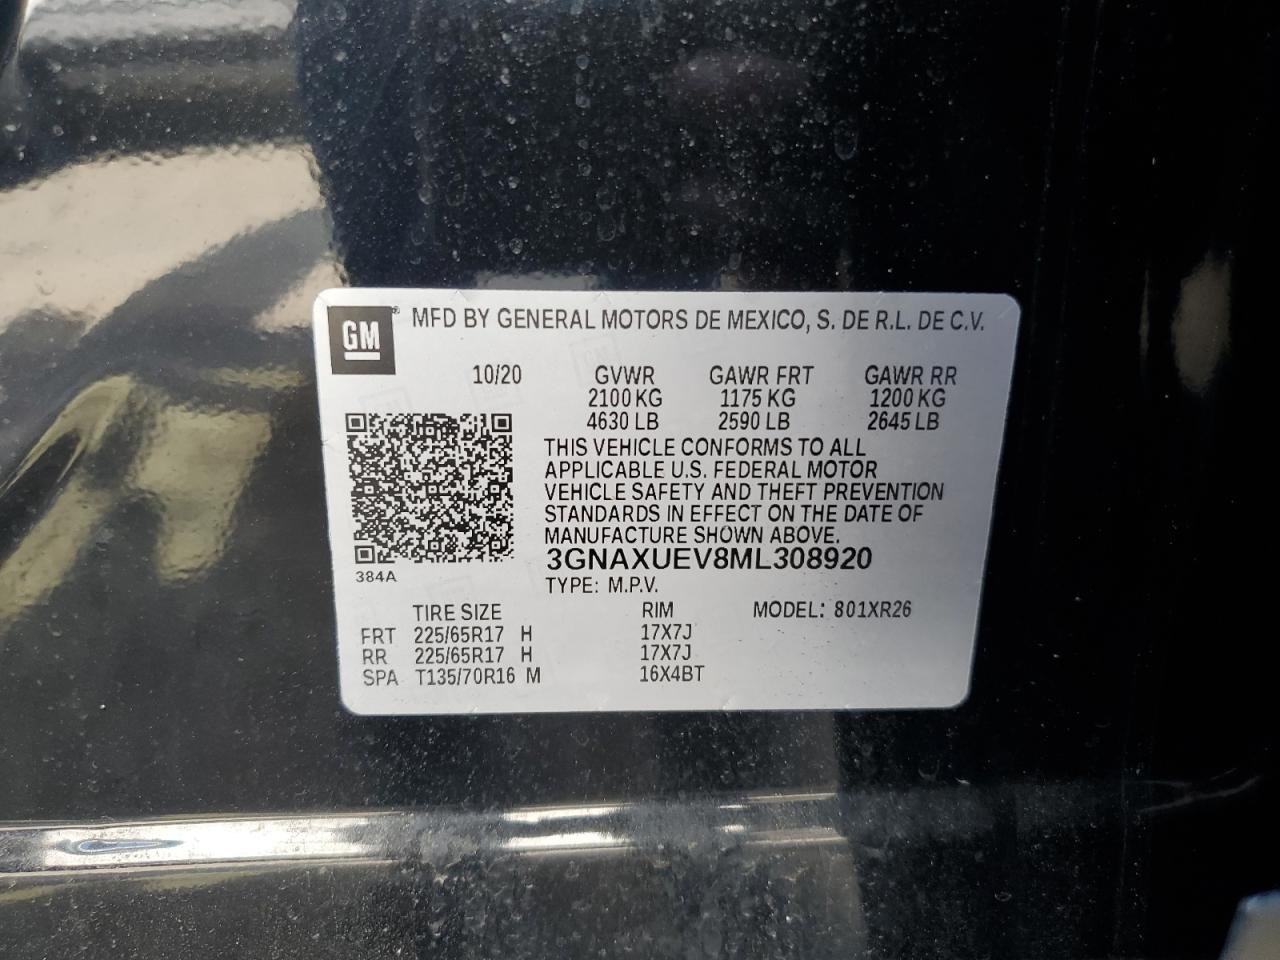 GM® MFD BY GENERAL MOTORS DE MEXICO, S. DE R.L. DE C.V.
10/20 GVWR GAWR FRT GAWR RR
2100 KG 1175 KG 1200 KG
4630 LB 2590 LB 2645 LB
THIS VEHICLE CONFORMS TO ALL
APPLICABLE U.S. FEDERAL MOTOR
VEHICLE SAFETY AND THEFT PREVENTION
STANDARDS IN EFFECT ON THE DATE OF
MANUFACTURE SHOWN ABOVE.
3GNAXUEV8ML308920
384A
TYPE: M.P.V.
TIRE SIZE RIM MODEL: 801XR26
FRT 225/65R17 H 17X7J
RR 225/65R17 H 17X7J
SPA T135/70R16 M 16X4BT